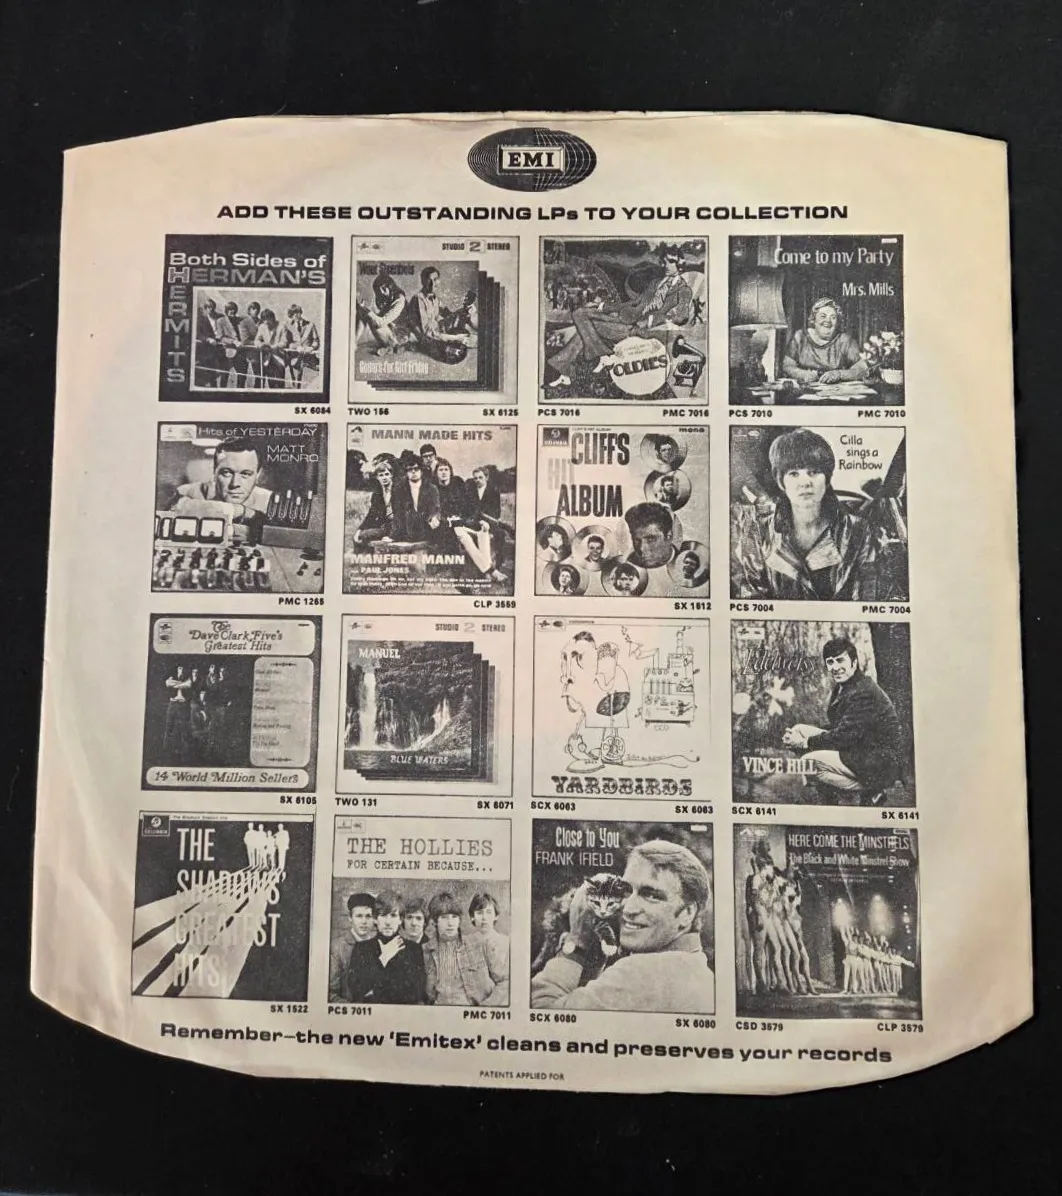 EMI
ADD THESE OUTSTANDING LPs TO YOUR COLLECTION
Both Sides of
HERMAN'S
HERMITS
SX 6084
STUDIO 2 STEREO
TWO 156 SX 6125
OLDIES
PCS 7016 PMC 7016
Come to my Party
Mrs. Mills
PCS 7010 PMC 7010
Hits of YESTERDAY
MATT
MONRO
PMC 1265
MANN MADE HITS
MANFRED MANN
PAUL JONES
CLP 3559
COLUMBIA
mono
CLIFFS
HIT
ALBUM
SX 1512
Cilla
sings a
Rainbow
PCS 7004 PMC 7004
The
Dave Clark Five's
Greatest Hits
14 World Million Sellers
SX 6105
STUDIO 2 STEREO
MANUEL
BLUE WATERS
TWO 131 SX 6071
YARDBIRDS
SCX 6063 SX 6063
VINCE HILL
SCX 6141 SX 6141
COLUMBIA
THE
SHADOWS'
GREATEST
HITS
SX 1522
THE HOLLIES
FOR CERTAIN BECAUSE...
PCS 7011 PMC 7011
Close to You
FRANK IFIELD
SCX 6080 SX 6080
HERE COME THE MINSTRELS
The Black and White Minstrel Show
CSD 3579 CLP 3579
Remember—the new 'Emitex' cleans and preserves your records
PATENTS APPLIED FOR